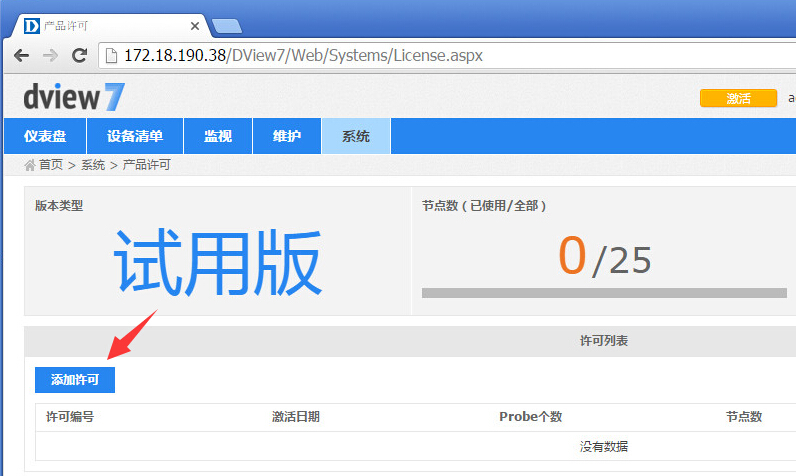 产品许可
172.18.190.38/DView7/Web/Systems/License.aspx
dview 7
激活
仪表盘 设备清单 监视 维护 系统
首页 > 系统 > 产品许可
版本类型 节点数 ( 已使用/全部 )
试用版 0/25
许可列表
添加许可
许可编号 激活日期 Probe个数 节点数
没有数据